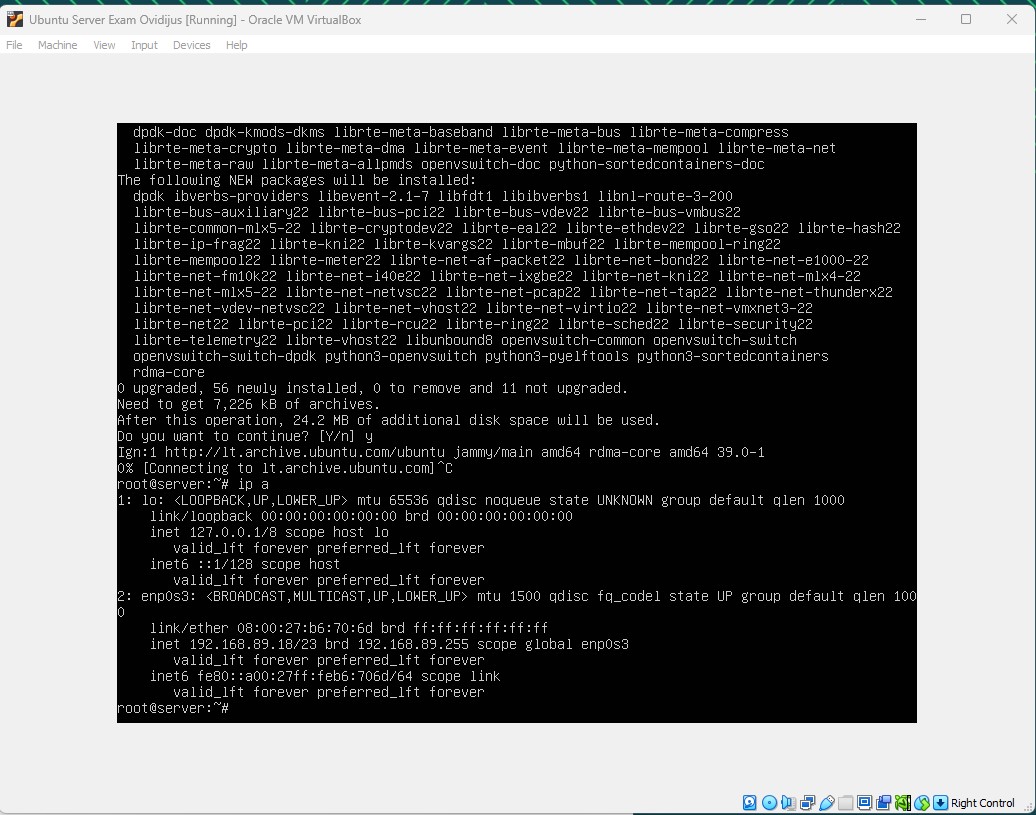 Ubuntu Server Exam Ovidijus [Running] - Oracle VM VirtualBox
File Machine View Input Devices Help
dpdk-doc dpdk-kmods-dkms librte-meta-baseband librte-meta-bus librte-meta-compress
librte-meta-crypto librte-meta-dma librte-meta-event librte-meta-mempool librte-meta-net
librte-meta-raw librte-meta-allpmds openvswitch-doc python-sortedcontainers-doc
The following NEW packages will be installed:
dpdk ibverbs-providers libevent-2.1-7 libfdt1 libibverbs1 libnl-route-3-200
librte-bus-auxiliary22 librte-bus-pci22 librte-bus-vdev22 librte-bus-vmbus22
librte-common-mlx5-22 librte-cryptodev22 librte-eal22 librte-ethdev22 librte-gso22 librte-hash22
librte-ip-frag22 librte-kni22 librte-kvargs22 librte-mbuf22 librte-mempool-ring22
librte-mempool22 librte-meter22 librte-net-af-packet22 librte-net-bond22 librte-net-e1000-22
librte-net-fm10k22 librte-net-i40e22 librte-net-ixgbe22 librte-net-kni22 librte-net-mlx4-22
librte-net-mlx5-22 librte-net-netvsc22 librte-net-pcap22 librte-net-tap22 librte-net-thunderx22
librte-net-vdev-netvsc22 librte-net-vhost22 librte-net-virtio22 librte-net-vmxnet3-22
librte-net22 librte-pci22 librte-rcu22 librte-ring22 librte-sched22 librte-security22
librte-telemetry22 librte-vhost22 libunbound8 openvswitch-common openvswitch-switch
openvswitch-switch-dpdk python3-openvswitch python3-pyelftools python3-sortedcontainers
rdma-core
0 upgraded, 56 newly installed, 0 to remove and 11 not upgraded.
Need to get 7,226 kB of archives.
After this operation, 24.2 MB of additional disk space will be used.
Do you want to continue? [Y/n] y
Ign:1 http://lt.archive.ubuntu.com/ubuntu jammy/main amd64 rdma-core amd64 39.0-1
0% [Connecting to lt.archive.ubuntu.com]^C
root@server:~# ip a
1: lo: <LOOPBACK,UP,LOWER_UP> mtu 65536 qdisc noqueue state UNKNOWN group default qlen 1000
link/loopback 00:00:00:00:00:00 brd 00:00:00:00:00:00
inet 127.0.0.1/8 scope host lo
valid_lft forever preferred_lft forever
inet6 ::1/128 scope host
valid_lft forever preferred_lft forever
2: enp0s3: <BROADCAST,MULTICAST,UP,LOWER_UP> mtu 1500 qdisc fq_codel state UP group default qlen 100
0
link/ether 08:00:27:b6:70:6d brd ff:ff:ff:ff:ff:ff
inet 192.168.89.18/23 brd 192.168.89.255 scope global enp0s3
valid_lft forever preferred_lft forever
inet6 fe80::a00:27ff:feb6:706d/64 scope link
valid_lft forever preferred_lft forever
root@server:~#
Right Control